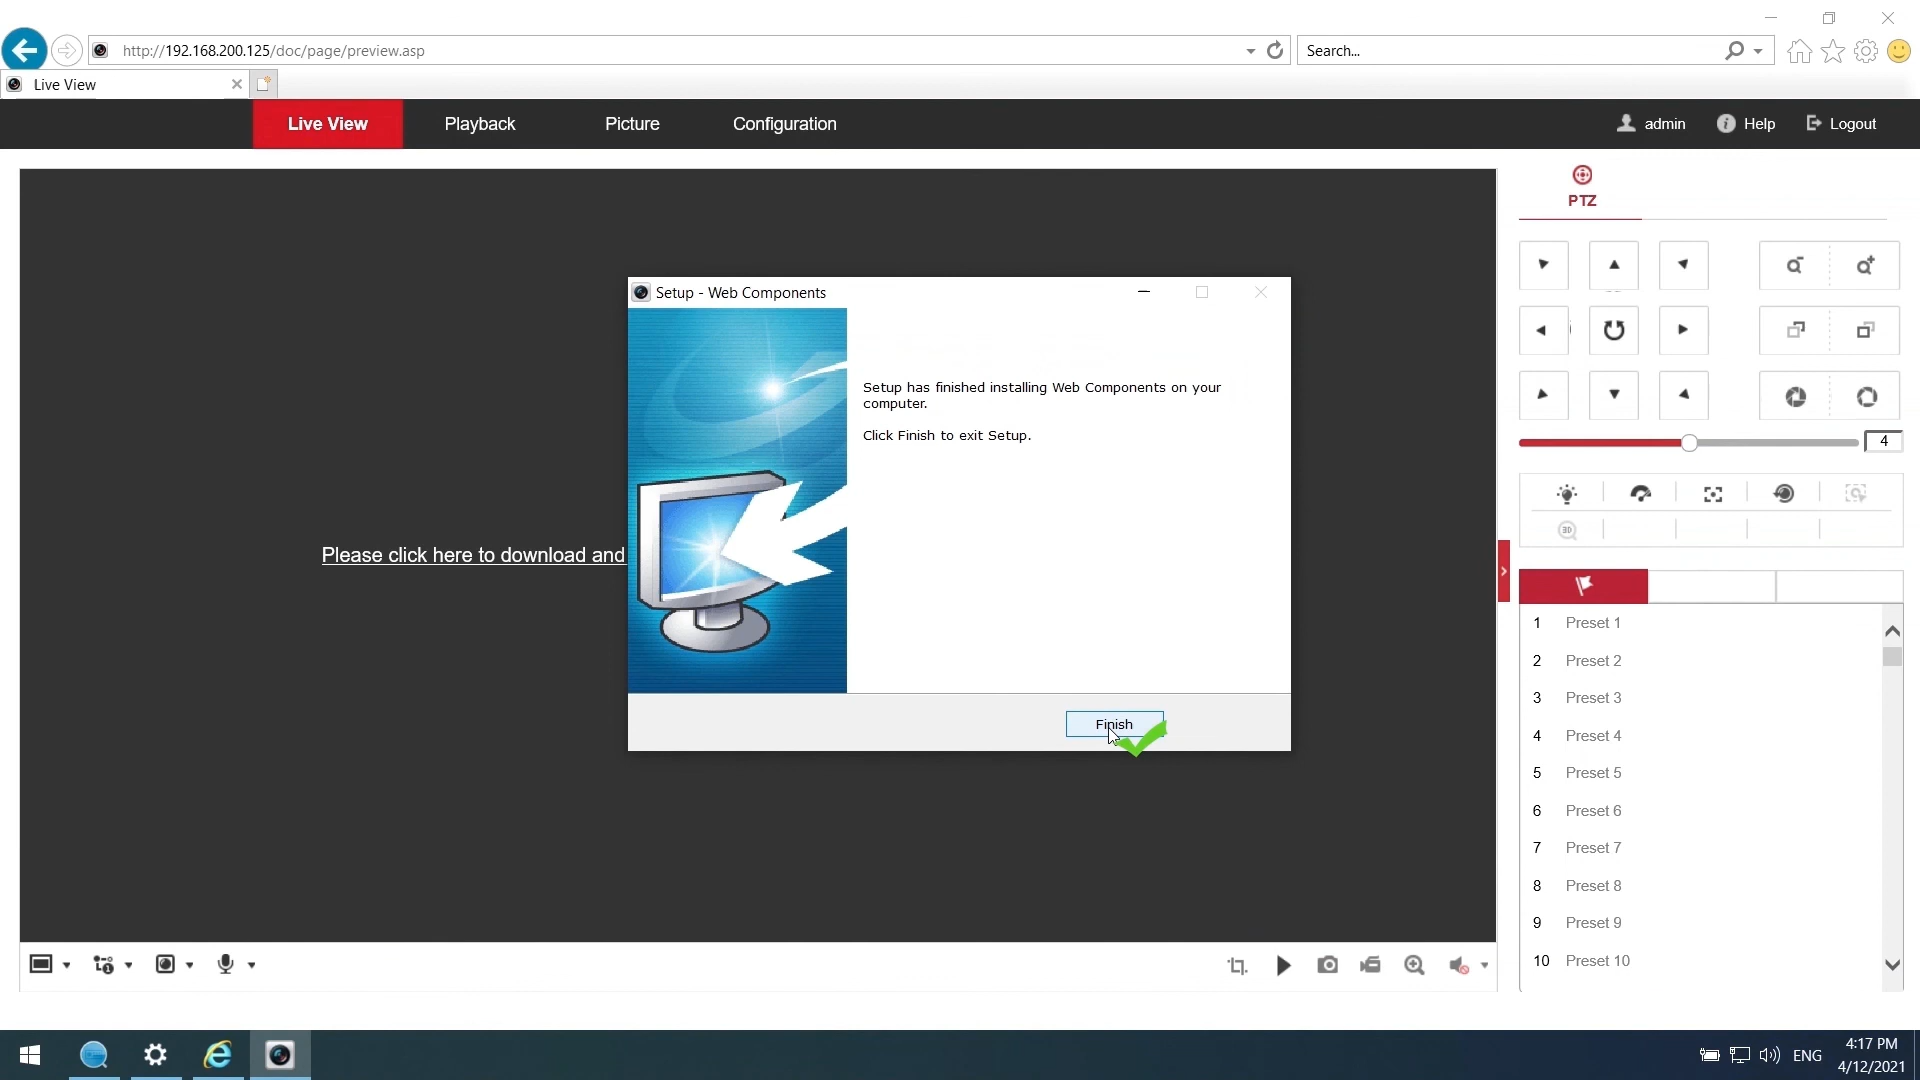 http://192.168.200.125/doc/page/preview.asp
Search...
Live View
Live View
Playback
Picture
Configuration
admin
Help
Logout
PTZ
Setup - Web Components
Setup has finished installing Web Components on your
computer.
Click Finish to exit Setup.
Please click here to download and
Finish
4
3D
1 Preset 1
2 Preset 2
3 Preset 3
4 Preset 4
5 Preset 5
6 Preset 6
7 Preset 7
8 Preset 8
9 Preset 9
10 Preset 10
1
ENG
4:17 PM
4/12/2021